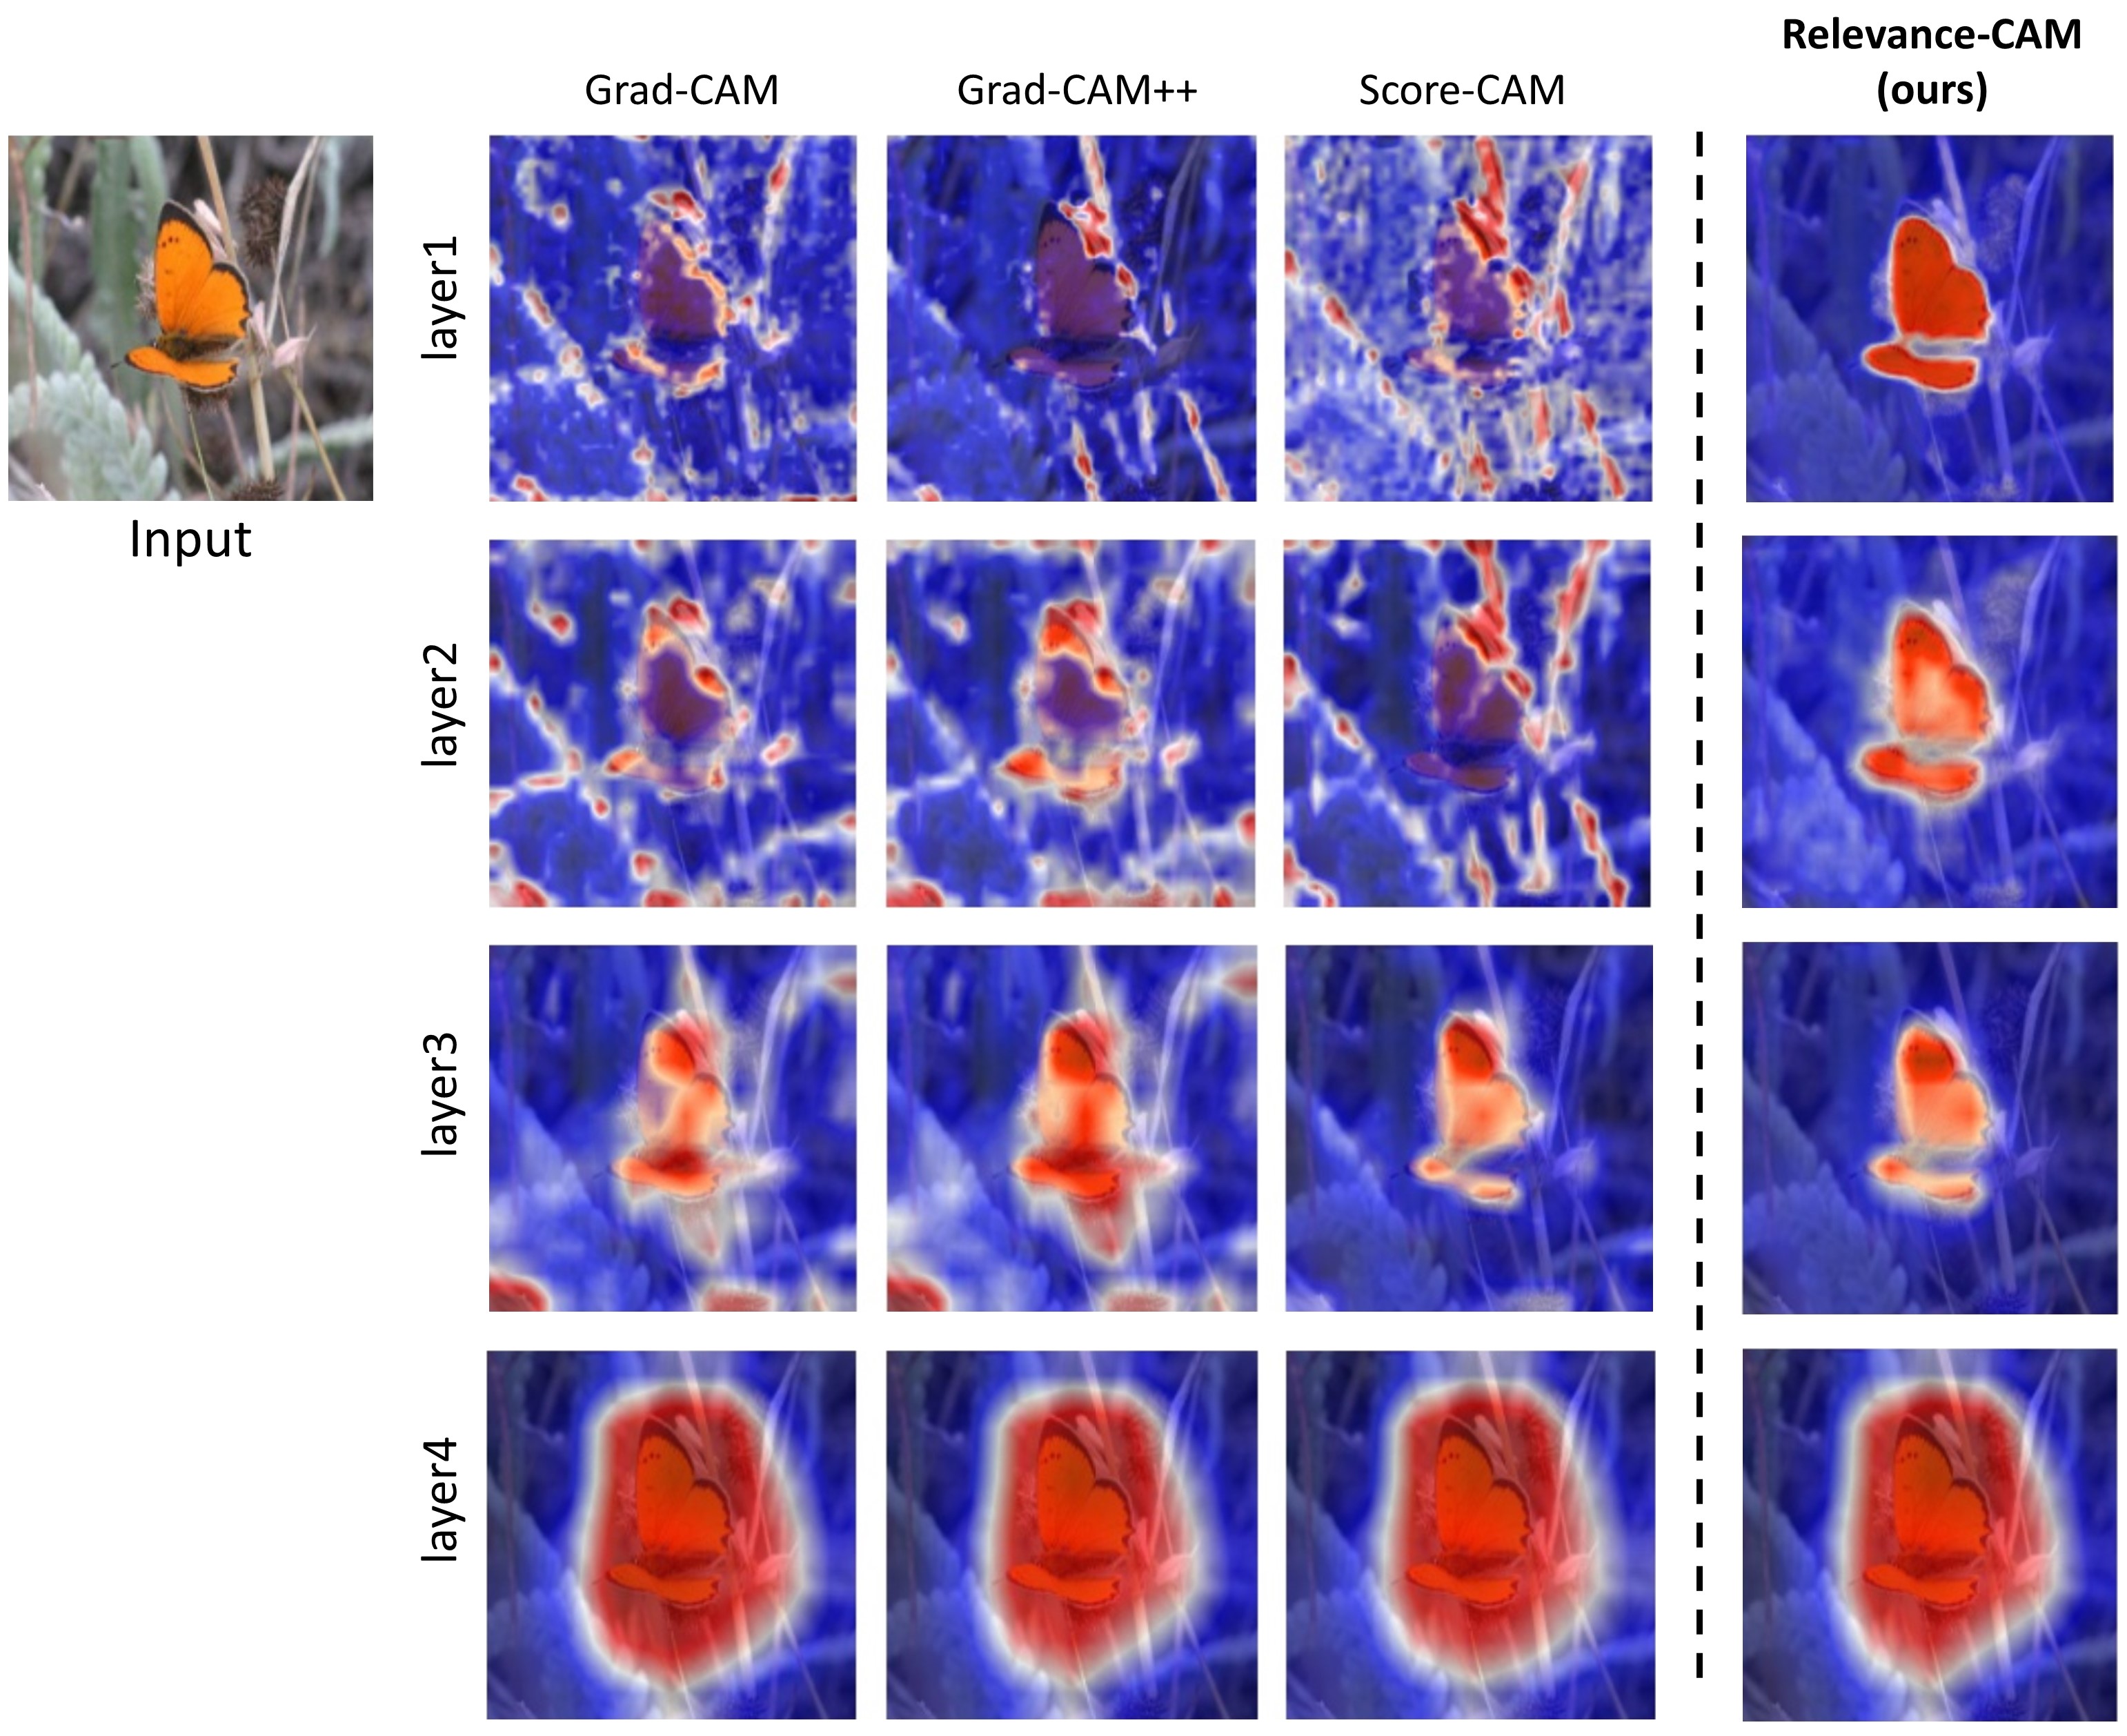 Relevance-CAM
(ours)
Grad-CAM
Grad-CAM++
Score-CAM
layer1
Input
layer2
layer3
layer4